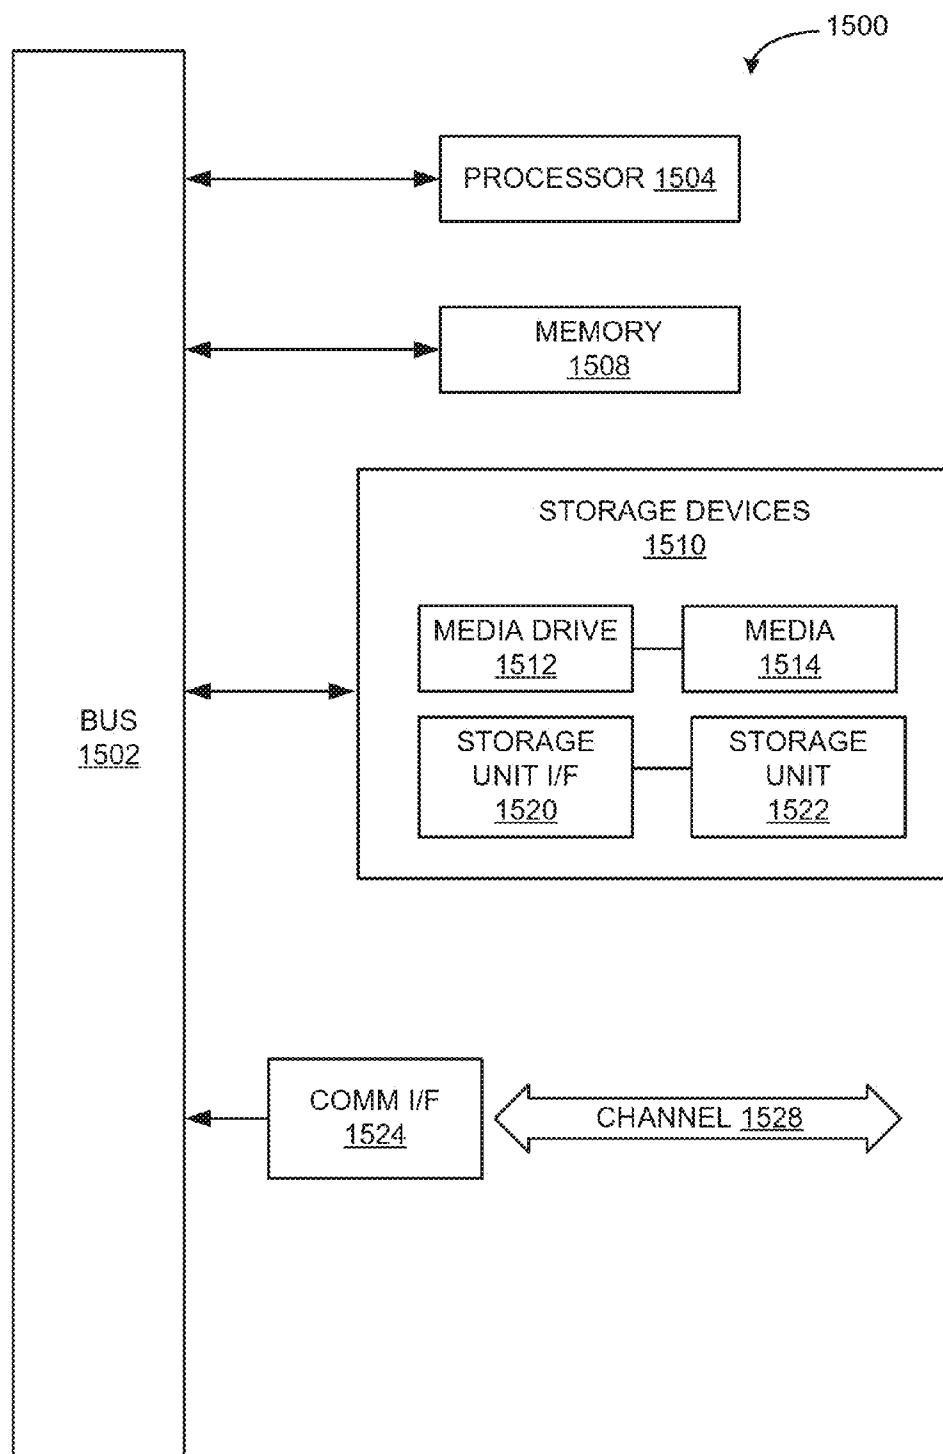 1500
PROCESSOR 1504
MEMORY
1508
STORAGE DEVICES
1510
MEDIA DRIVE
1512
MEDIA
1514
BUS
1502
STORAGE
UNIT I/F
1520
STORAGE
UNIT
1522
COMM I/F
1524
CHANNEL 1528